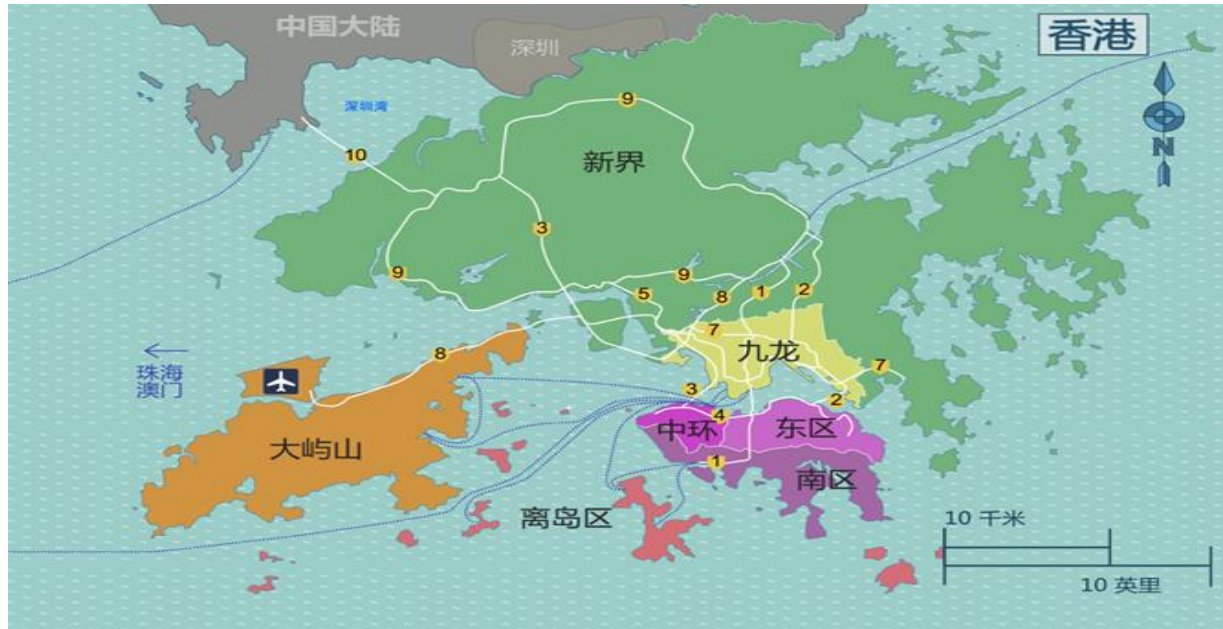 中国大陆
深圳
香港
深圳湾
N
9
10
新界
3
9
9
5
8
1
2
7
九龙
8
7
珠海
澳门
3
2
4
中环
东区
大屿山
1
南区
离岛区
10 千米
10 英里